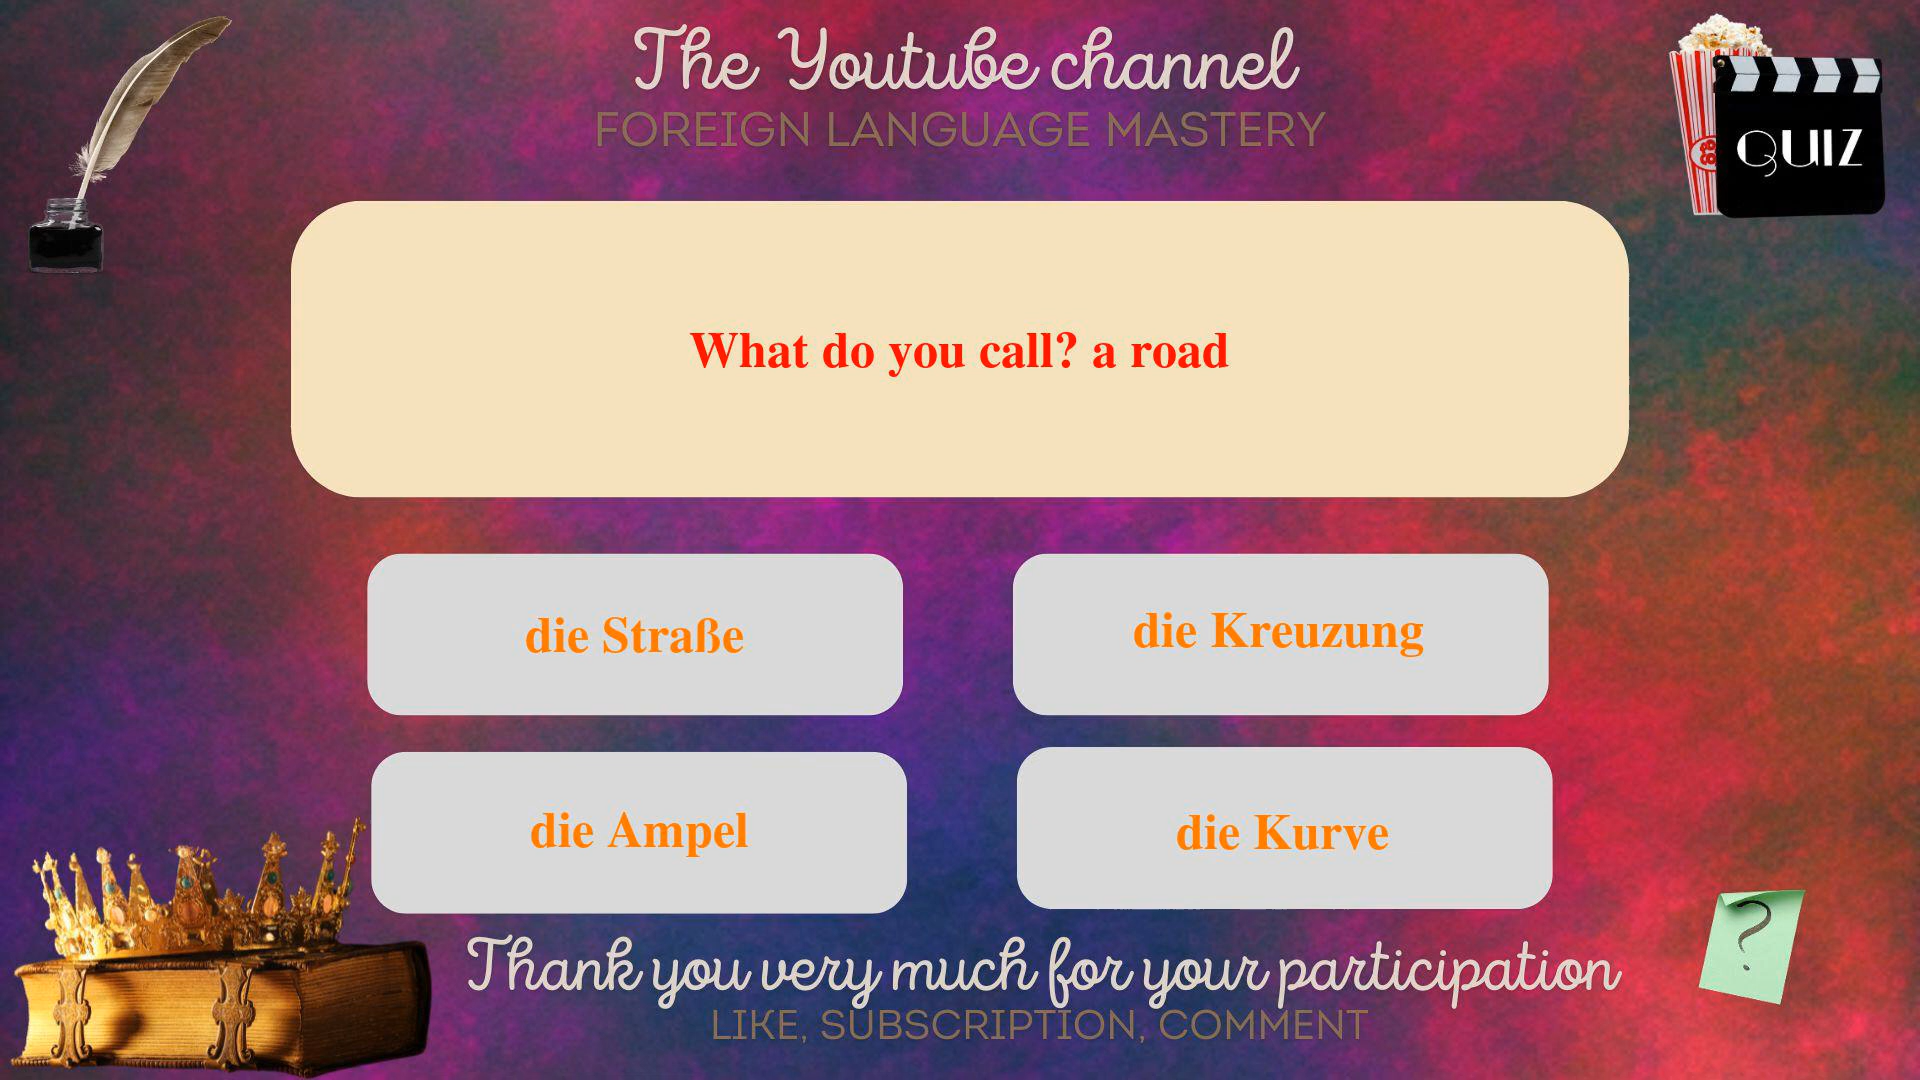 The Youtube channel
FOREIGN LANGUAGE MASTERY
QUIZ
What do you call? a road
die Straße
die Kreuzung
die Ampel
die Kurve
Thank you very much for your participation
LIKE, SUBSCRIPTION, COMMENT
?